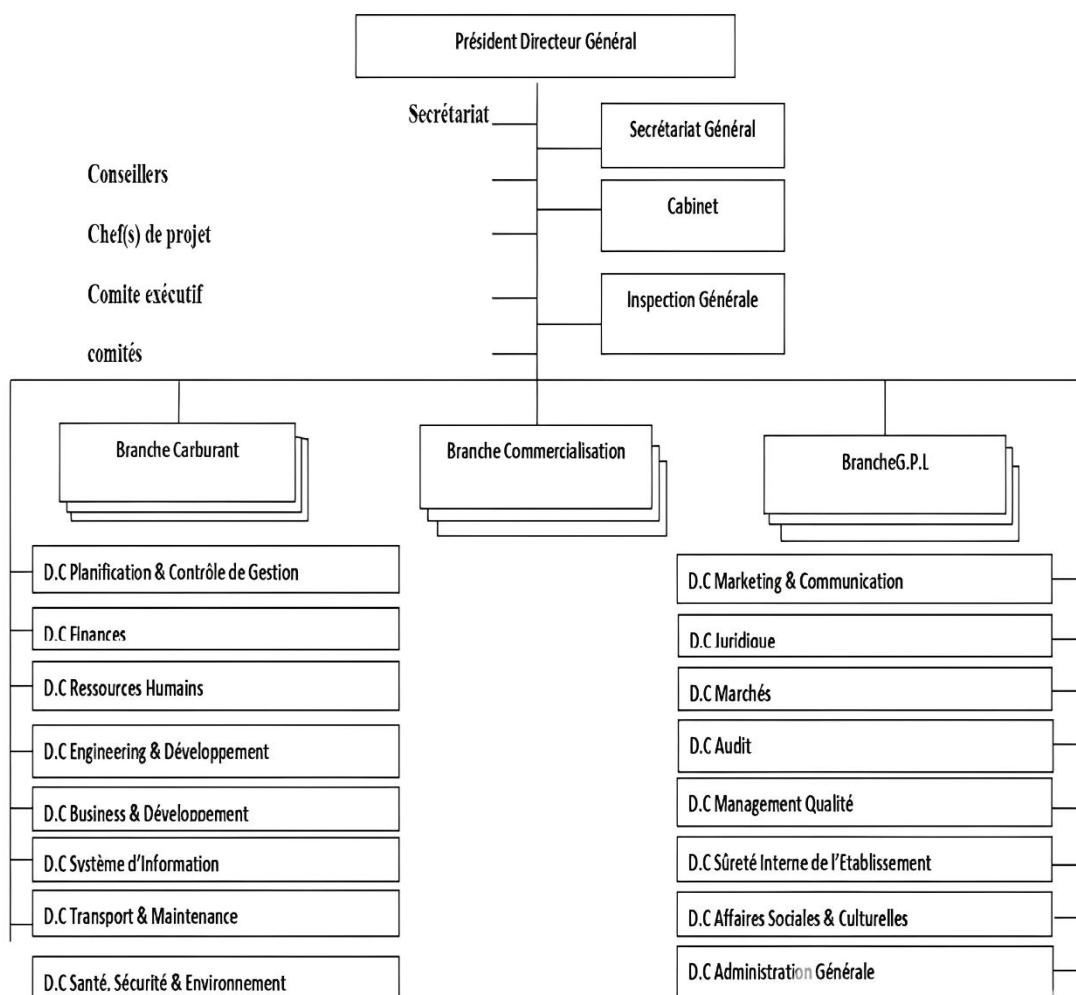 Président Directeur Général
Secrétariat
Secrétariat Général
Conseillers
Cabinet
Chef(s) de projet
Comite exécutif
Inspection Générale
comités
Branche Carburant
Branche Commercialisation
BrancheG.P.L
D.C Planification & Contrôle de Gestion
D.C Finances
D.C Ressources Humains
D.C Engineering & Développement
D.C Business & Développement
D.C Système d'Information
D.C Transport & Maintenance
D.C Santé, Sécurité & Environnement
D.C Marketing & Communication
D.C Juridique
D.C Marchés
D.C Audit
D.C Management Qualité
D.C Sûreté Interne de l'Etablissement
D.C Affaires Sociales & Culturelles
D.C Administration Générale